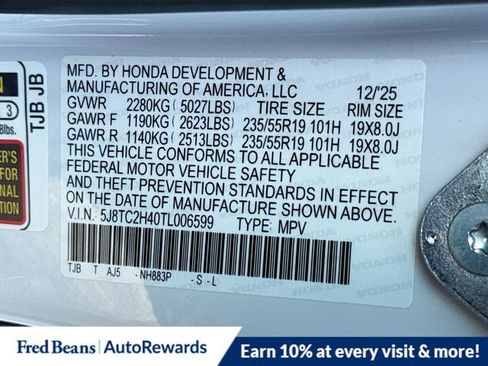 MFD. BY HONDA DEVELOPMENT &
MANUFACTURING OF AMERICA, LLC 12/'25
GVWR 2280KG(5027LBS) TIRE SIZE RIM SIZE
GAWR F 1190KG(2623LBS) 235/55R19 101H 19X8.0J
GAWR R 1140KG(2513LBS) 235/55R19 101H 19X8.0J
THIS VEHICLE CONFORMS TO ALL APPLICABLE
FEDERAL MOTOR VEHICLE SAFETY
AND THEFT PREVENTION STANDARDS IN EFFECT
ON THE DATE OF MANUFACTURE SHOWN ABOVE.
V.I.N.: 5J8TC2H40TL006599 TYPE: MPV
TJB T AJ5 - NH883P - S - L
TJB JB
3
lbs.
Fred Beans | AutoRewards
Earn 10% at every visit or more